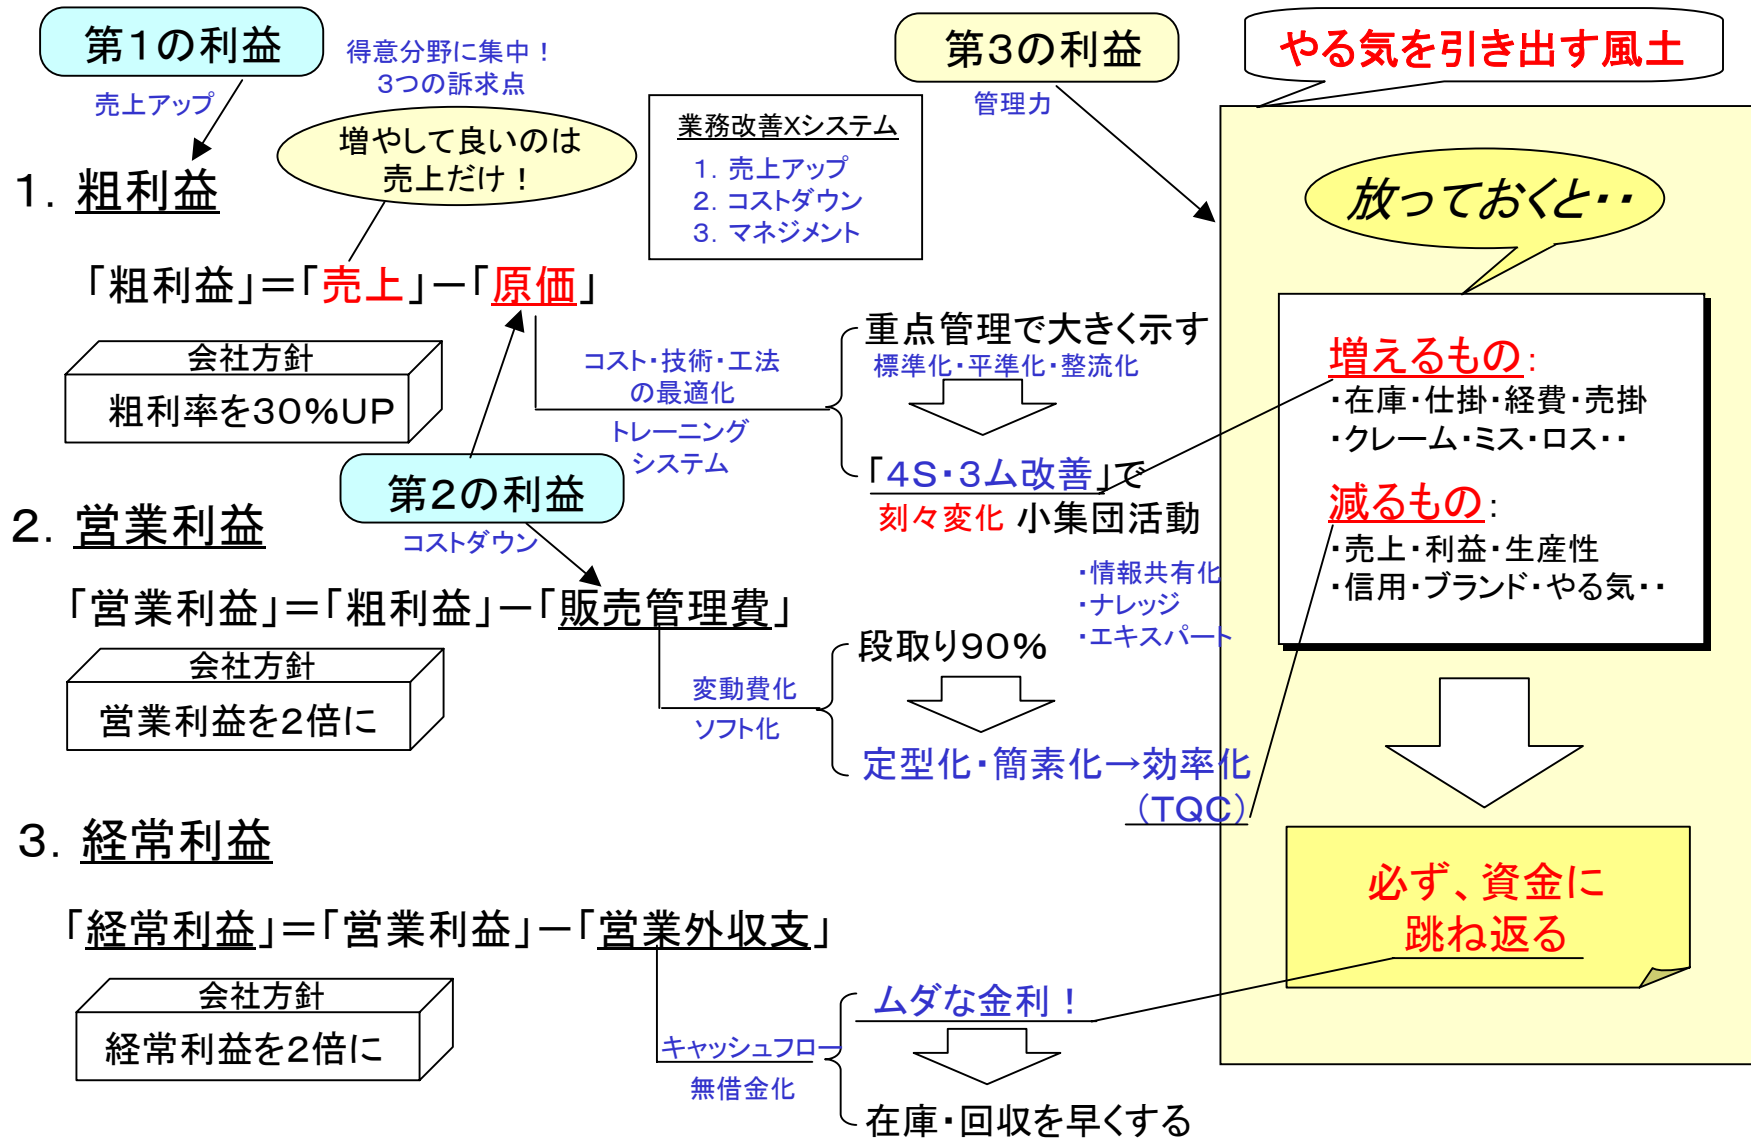 第1の利益
売上アップ
得意分野に集中！
3つの訴求点
増やして良いのは
売上だけ！
業務改善Xシステム
1. 売上アップ
2. コストダウン
3. マネジメント
第3の利益
管理力
やる気を引き出す風土
1. 粗利益
「粗利益」＝「売上」－「原価」
会社方針
粗利率を30％UP
コスト・技術・工法
の最適化
トレーニング
システム
重点管理で大きく示す
標準化・平準化・整流化
「4S・3ム改善」で
刻々変化 小集団活動
第2の利益
コストダウン
2. 営業利益
「営業利益」＝「粗利益」－「販売管理費」
会社方針
営業利益を2倍に
変動費化
ソフト化
段取り90％
定型化・簡素化→効率化
（TQC）
・情報共有化
・ナレッジ
・エキスパート
3. 経常利益
「経常利益」＝「営業利益」－「営業外収支」
会社方針
経常利益を2倍に
キャッシュフロー
無借金化
ムダな金利！
在庫・回収を早くする
放っておくと・・
増えるもの：
・在庫・仕掛・経費・売掛
・クレーム・ミス・ロス・・
減るもの：
・売上・利益・生産性
・信用・ブランド・やる気・・
必ず、資金に
跳ね返る